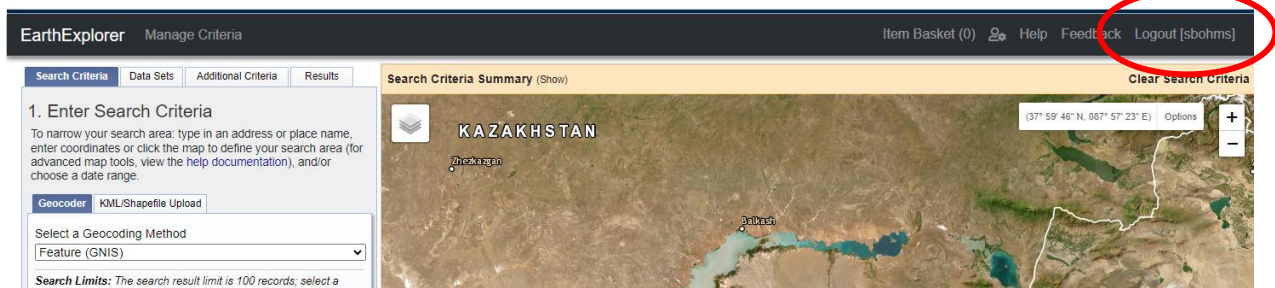 EarthExplorer Manage Criteria Item Basket (0) Help Feedback Logout [sbohms]
Search Criteria Data Sets Additional Criteria Results
Search Criteria Summary (Show) Clear Search Criteria
1. Enter Search Criteria
To narrow your search area: type in an address or place name,
enter coordinates or click the map to define your search area (for
advanced map tools, view the help documentation), and/or
choose a date range.
Geocoder KML/Shapefile Upload
Select a Geocoding Method
Feature (GNIS)
Search Limits: The search result limit is 100 records; select a
(37° 59' 46" N, 087° 57' 23" E) Options +
−
KAZAKHSTAN
Zhezkazgan
Balkash